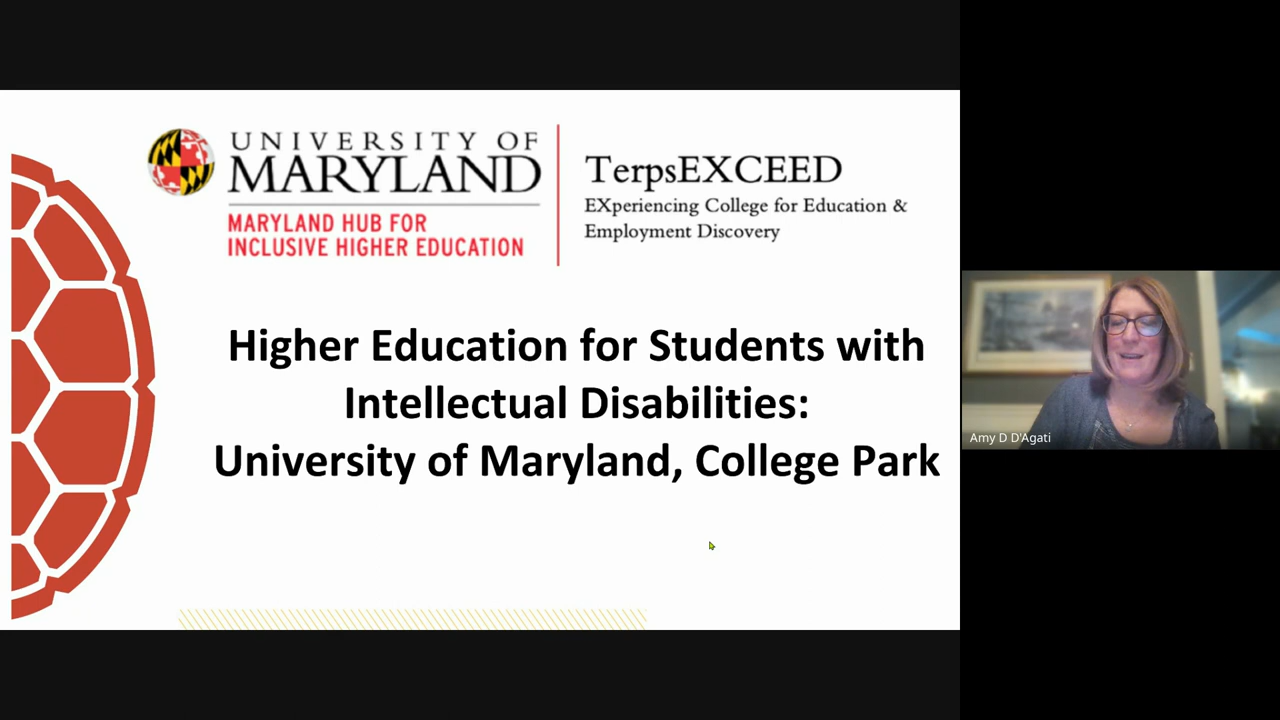 UNIVERSITY OF
MARYLAND
MARYLAND HUB FOR
INCLUSIVE HIGHER EDUCATION
TerpsEXCEED
EXperiencing College for Education &
Employment Discovery
Higher Education for Students with
Intellectual Disabilities:
University of Maryland, College Park
Amy D D'Agati